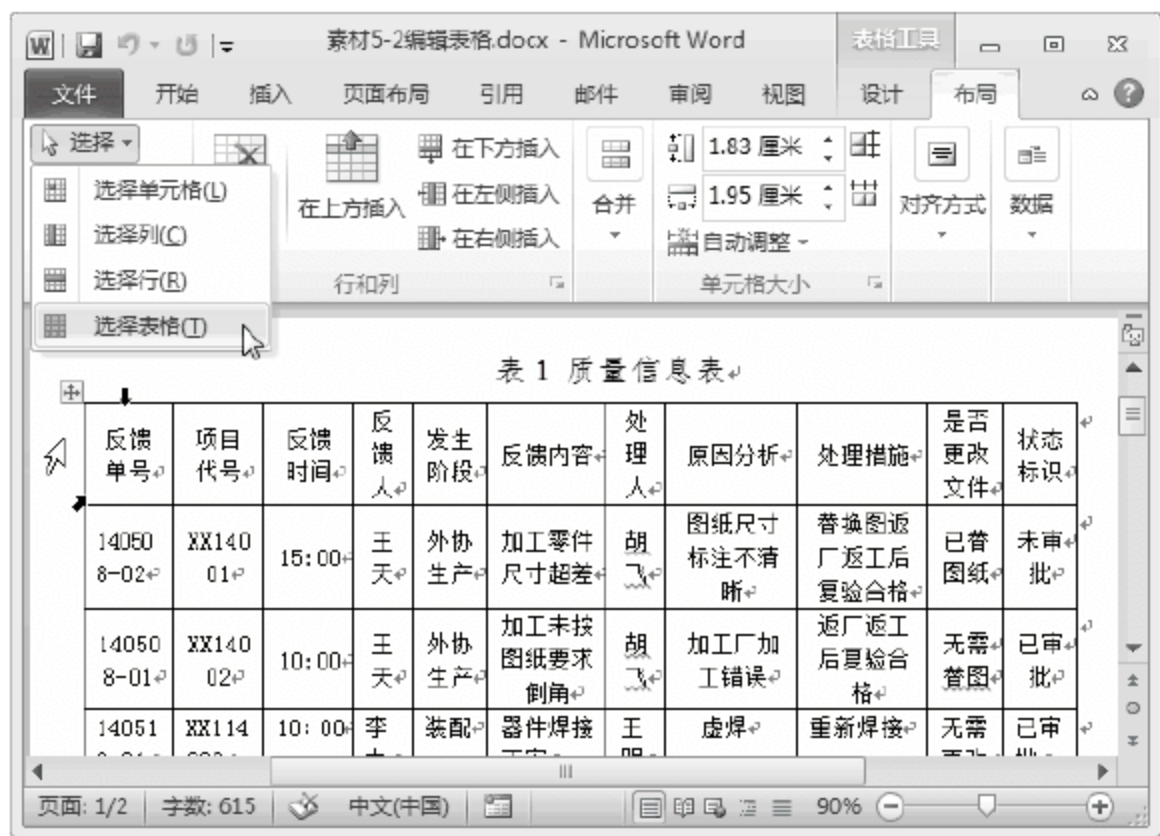 素材5-2编辑表格.docx - Microsoft Word
表格工具
文件 开始 插入 页面布局 引用 邮件 审阅 视图 设计 布局
选择
选择单元格(L)
选择列(C)
选择行(R)
选择表格(T)
在上方插入
在下方插入
在左侧插入
在右侧插入
行和列
合并
1.83 厘米
1.95 厘米
自动调整
单元格大小
对齐方式
数据
表 1 质量信息表
反馈
单号
项目
代号
反馈
时间
反
馈
人
发生
阶段
反馈内容
处
理
人
原因分析
处理措施
是否
更改
文件
状态
标识
14050
8-02
XX140
01
15:00
王
天
外协
生产
加工零件
尺寸超差
胡
飞
图纸尺寸
标注不清
晰
替换图返
厂返工后
复验合格
已替
图纸
未审
批
14050
8-01
XX140
02
10:00
王
天
外协
生产
加工未按
图纸要求
倒角
胡
飞
加工厂加
工错误
返厂返工
后复验合
格
无需
替图
已审
批
14051
XX114
10:00
李
装配
器件焊接
王
虚焊
重新焊接
无需
已审
页面: 1/2 字数: 615 中文(中国) 90%